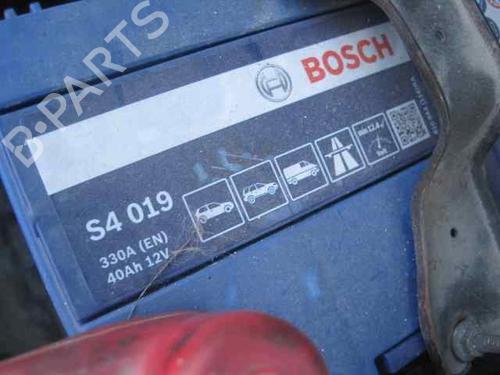 B-PARTS
BOSCH
S4 019
330A (EN)
40Ah 12V